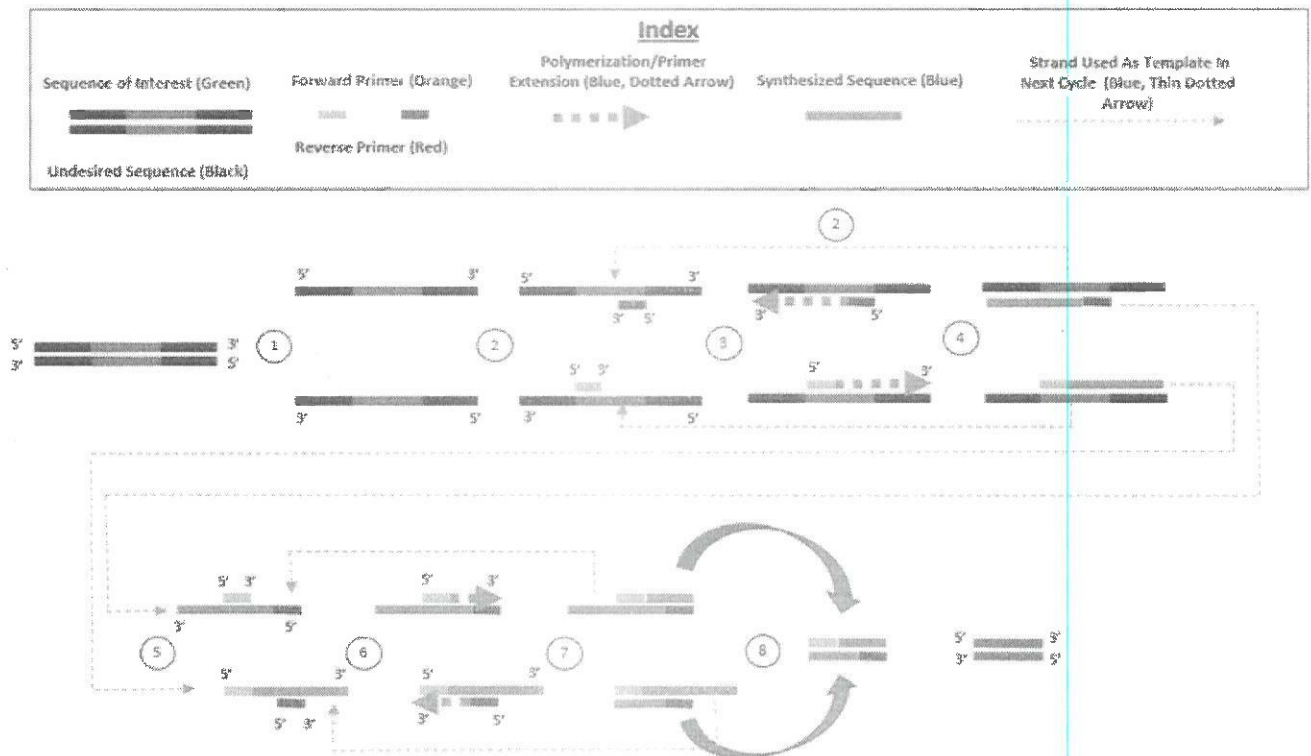 Index
Sequence of Interest (Green)
Undesired Sequence (Black)
Forward Primer (Orange)
Reverse Primer (Red)
Polymerization/Primer
Extension (Blue, Dotted Arrow)
Synthesized Sequence (Blue)
Strand Used As Template In
Next Cycle (Blue, Thin Dotted
Arrow)
2
5' 3' 5' 3'
3' 5' 3' 5'
5' 3'
3' 5'
1 2 3 4
5' 3' 5' 3'
3' 5' 3' 5'
5' 3' 5' 3'
3' 5'
5 6 7 8
5' 3'
3' 5'
5' 3' 5' 3'
5' 3' 3' 5'